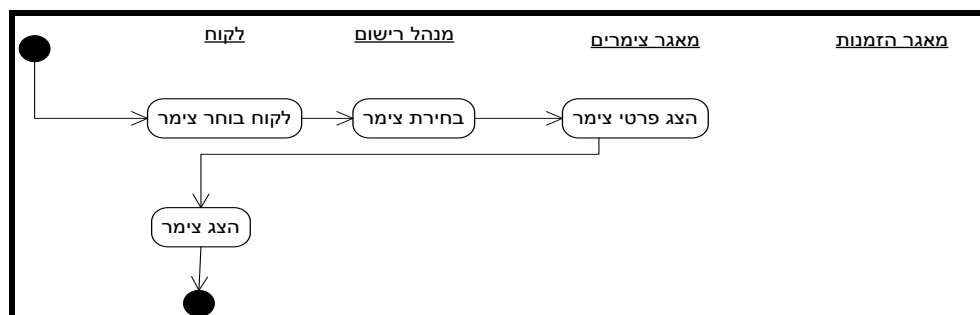 לקוח
מנהל רישום
מאגר צימרים
מאגר הזמנות
לקוח בוחר צימר
בחירת צימר
הצג פרטי צימר
הצג צימר